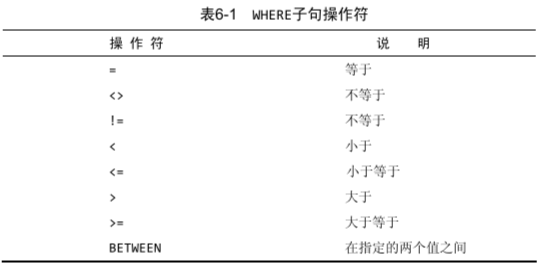 表6-1 WHERE子句操作符
操 作 符 说 明
= 等于
<> 不等于
!= 不等于
< 小于
<= 小于等于
> 大于
>= 大于等于
BETWEEN 在指定的两个值之间